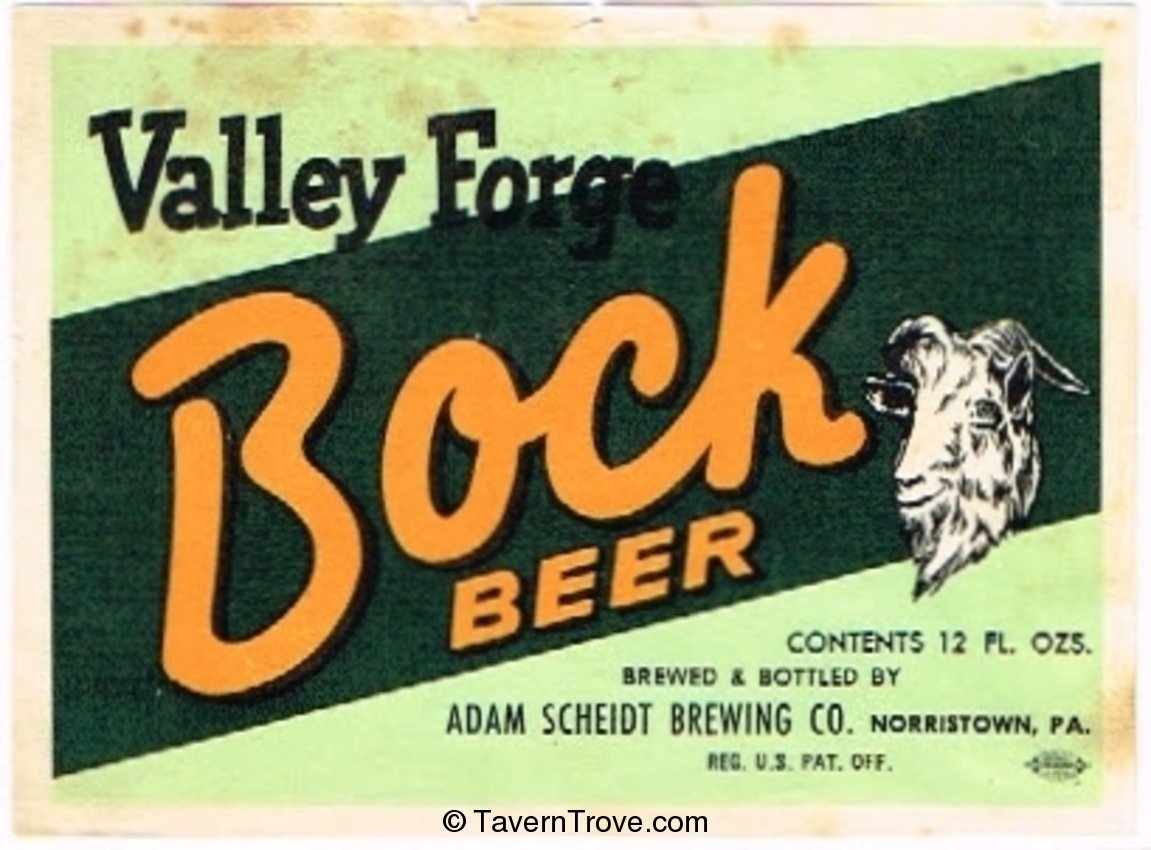 Valley Forge
Bock
BEER
CONTENTS 12 FL. OZS.
BREWED & BOTTLED BY
ADAM SCHEIDT BREWING CO. NORRISTOWN, PA.
REG. U.S. PAT. OFF.
© TavernTrove.com